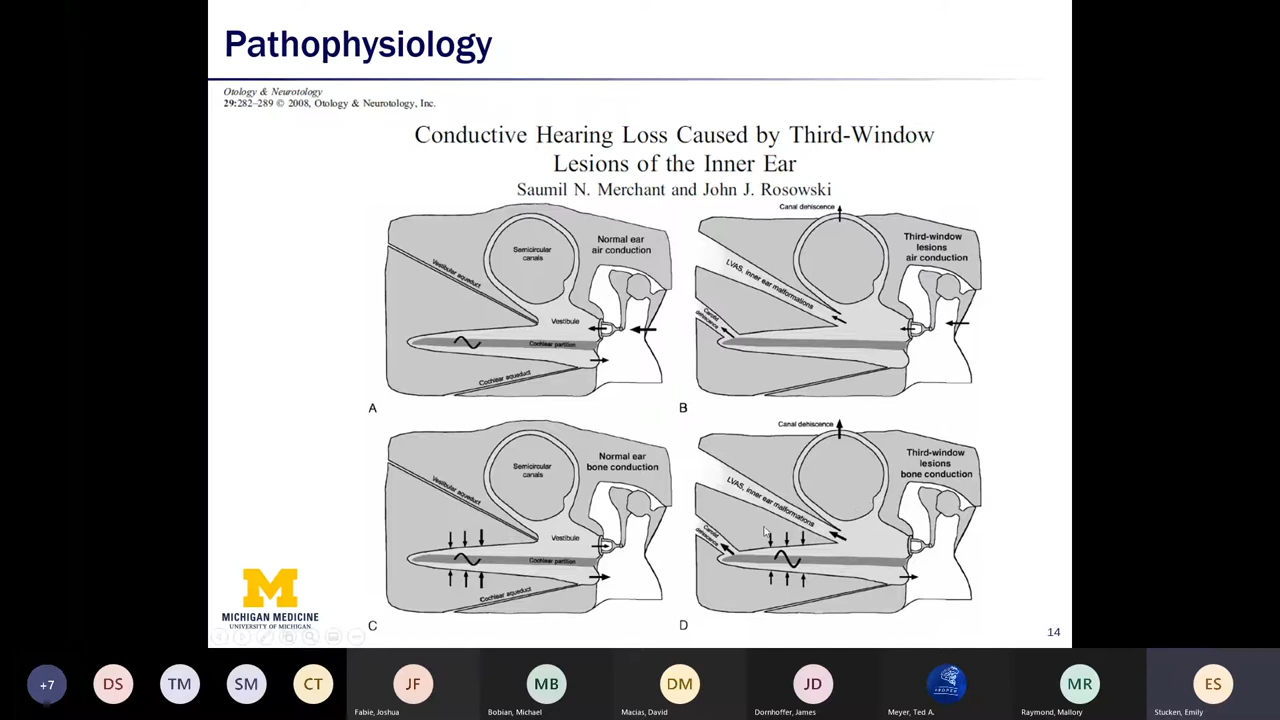 Pathophysiology
Otology & Neurotology
29:282–289 © 2008, Otology & Neurotology, Inc.
Conductive Hearing Loss Caused by Third-Window
Lesions of the Inner Ear
Saumil N. Merchant and John J. Rosowski
Semicircular
canals
Normal ear
air conduction
Vestibular aqueduct
Vestibule
Cochlear partition
Cochlear aqueduct
A
Canal dehiscence
Third-window
lesions
air conduction
LVAS, inner ear malformations
Carotid
dehiscence
B
Semicircular
canals
Normal ear
bone conduction
Vestibular aqueduct
Vestibule
Cochlear partition
Cochlear aqueduct
C
Canal dehiscence
Third-window
lesions
bone conduction
LVAS, inner ear malformations
Carotid
dehiscence
D
M
MICHIGAN MEDICINE
UNIVERSITY OF MICHIGAN
14
+7
DS
TM
SM
CT
JF
Fabie, Joshua
MB
Bobian, Michael
DM
Macias, David
JD
Dornhoffer, James
Meyer, Ted A.
MR
Raymond, Mallory
ES
Stucken, Emily